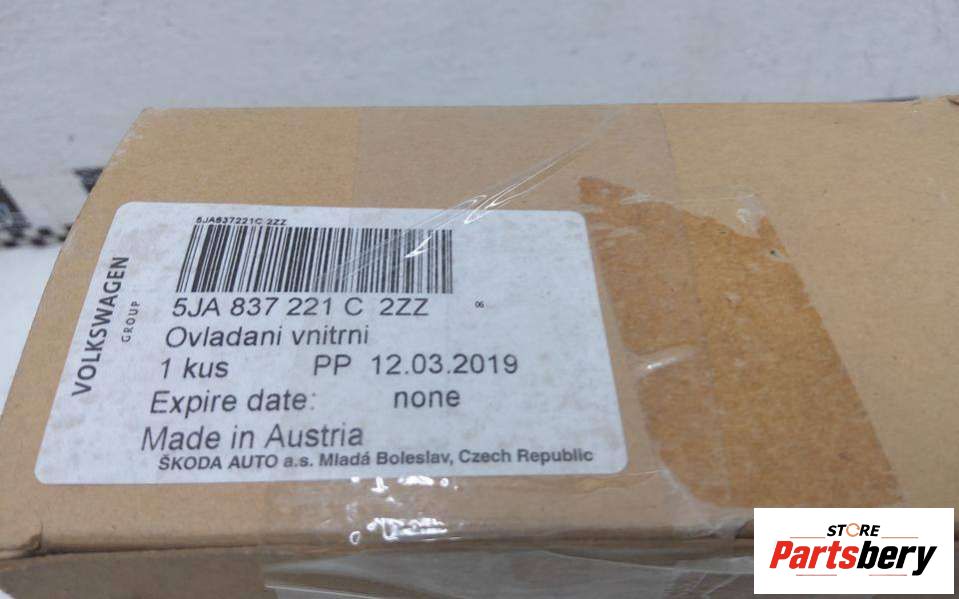 5JA837221C 2ZZ
VOLKSWAGEN
GROUP
5JA 837 221 C 2ZZ 06
Ovladani vnitrni
1 kus PP 12.03.2019
Expire date: none
Made in Austria
ŠKODA AUTO a.s. Mladá Boleslav, Czech Republic
STORE
Partsbery